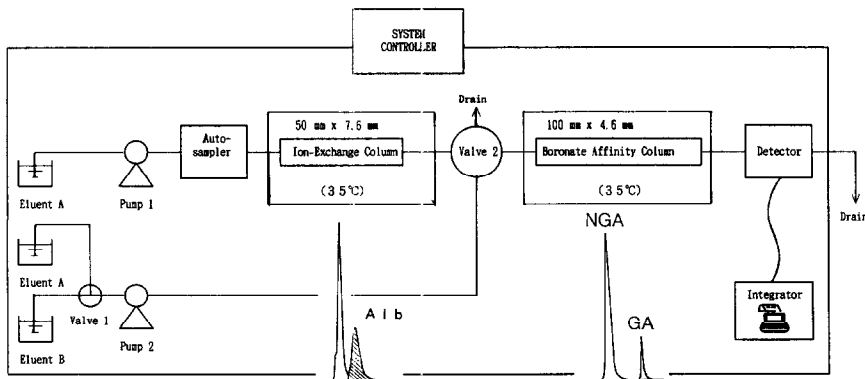 SYSTEM
CONTROLLER
Drain
50 mm x 7.6 mm
100 mm x 4.6 mm
Auto-
sampler
Ion-Exchange Column
Valve 2
Boronate Affinity Column
Detector
(35℃)
(35℃)
Eluent A
Pump 1
Drain
NGA
Eluent A
Integrator
Alb
GA
Valve 1
Pump 2
Eluent B